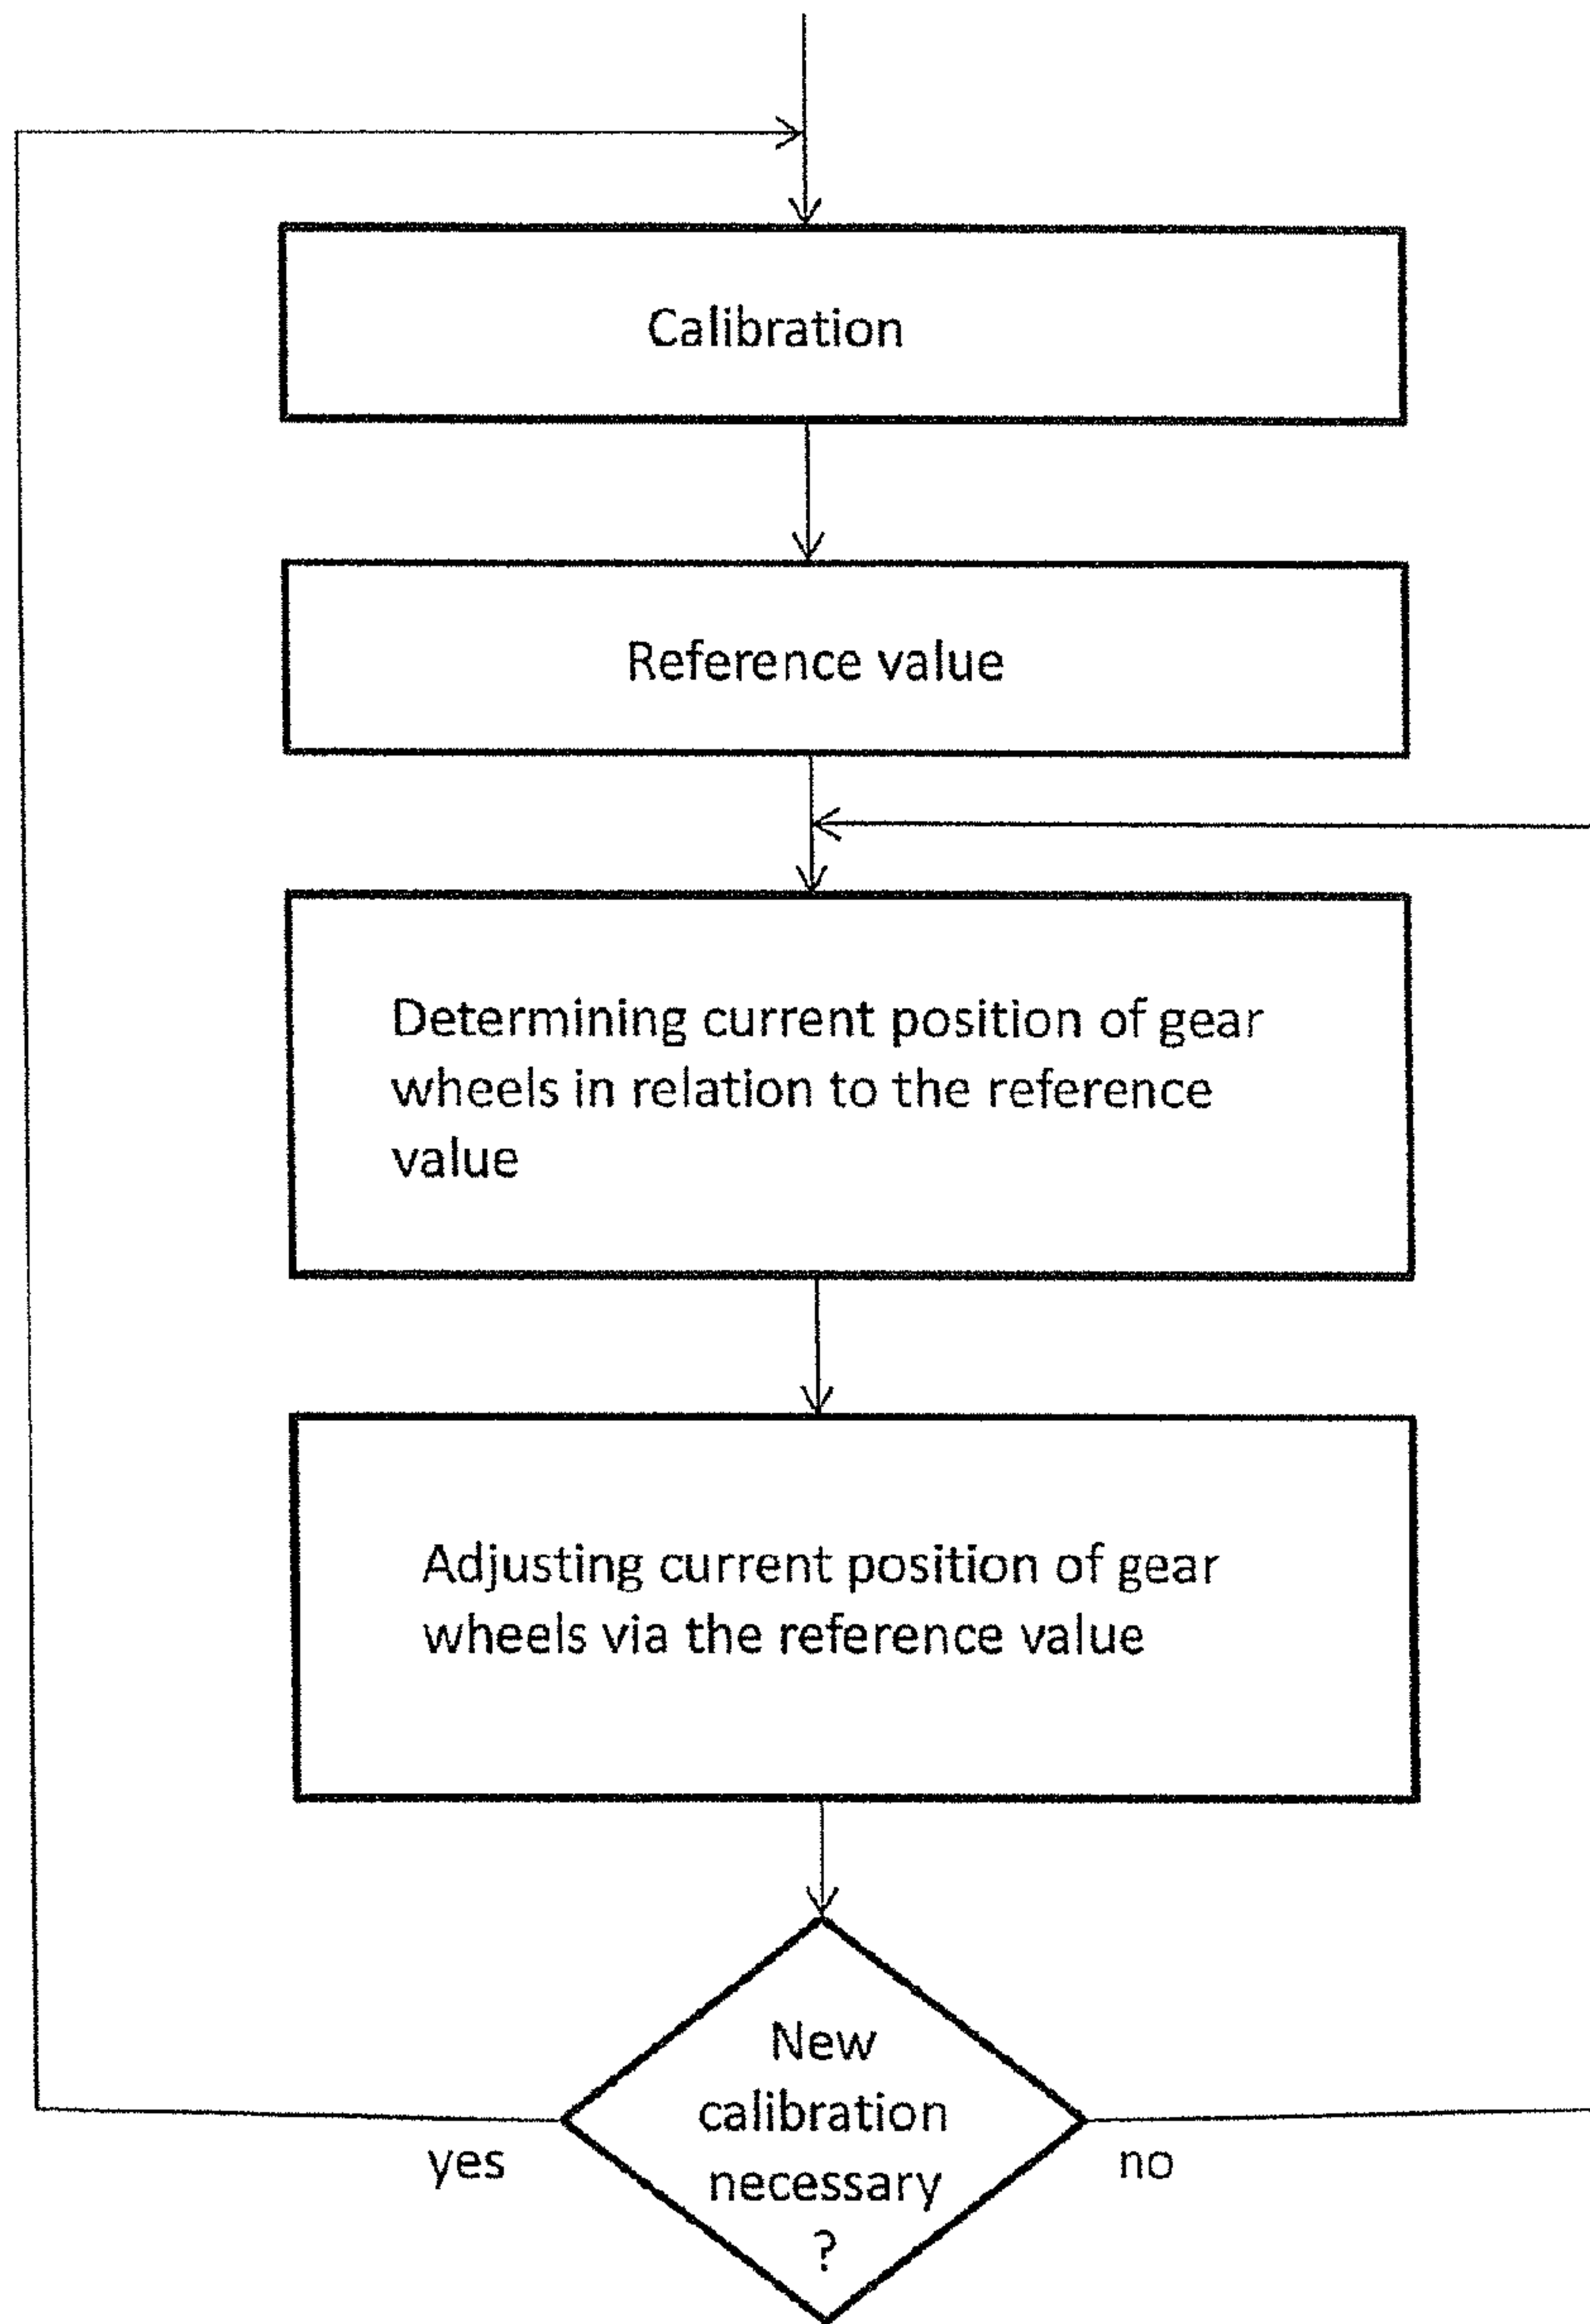 Calibration
Reference value
Determining current position of gear
wheels in relation to the reference
value
Adjusting current position of gear
wheels via the reference value
New
calibration
necessary
?
yes
no